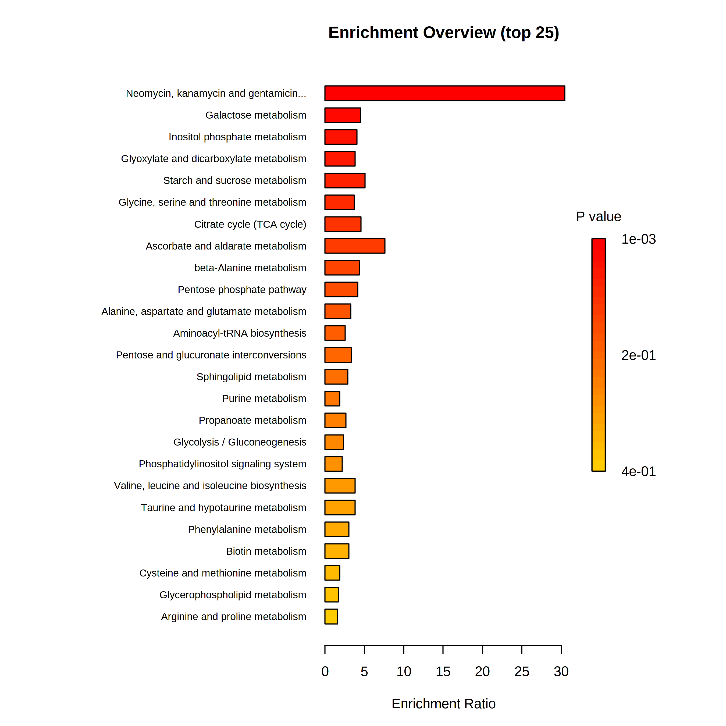 Enrichment Overview (top 25)
Neomycin, kanamycin and gentamicin...
Galactose metabolism
Inositol phosphate metabolism
Glyoxylate and dicarboxylate metabolism
Starch and sucrose metabolism
Glycine, serine and threonine metabolism
Citrate cycle (TCA cycle)
Ascorbate and aldarate metabolism
beta-Alanine metabolism
Pentose phosphate pathway
Alanine, aspartate and glutamate metabolism
Aminoacyl-tRNA biosynthesis
Pentose and glucuronate interconversions
Sphingolipid metabolism
Purine metabolism
Propanoate metabolism
Glycolysis / Gluconeogenesis
Phosphatidylinositol signaling system
Valine, leucine and isoleucine biosynthesis
Taurine and hypotaurine metabolism
Phenylalanine metabolism
Biotin metabolism
Cysteine and methionine metabolism
Glycerophospholipid metabolism
Arginine and proline metabolism
0 5 10 15 20 25 30
Enrichment Ratio
P value
1e-03
2e-01
4e-01